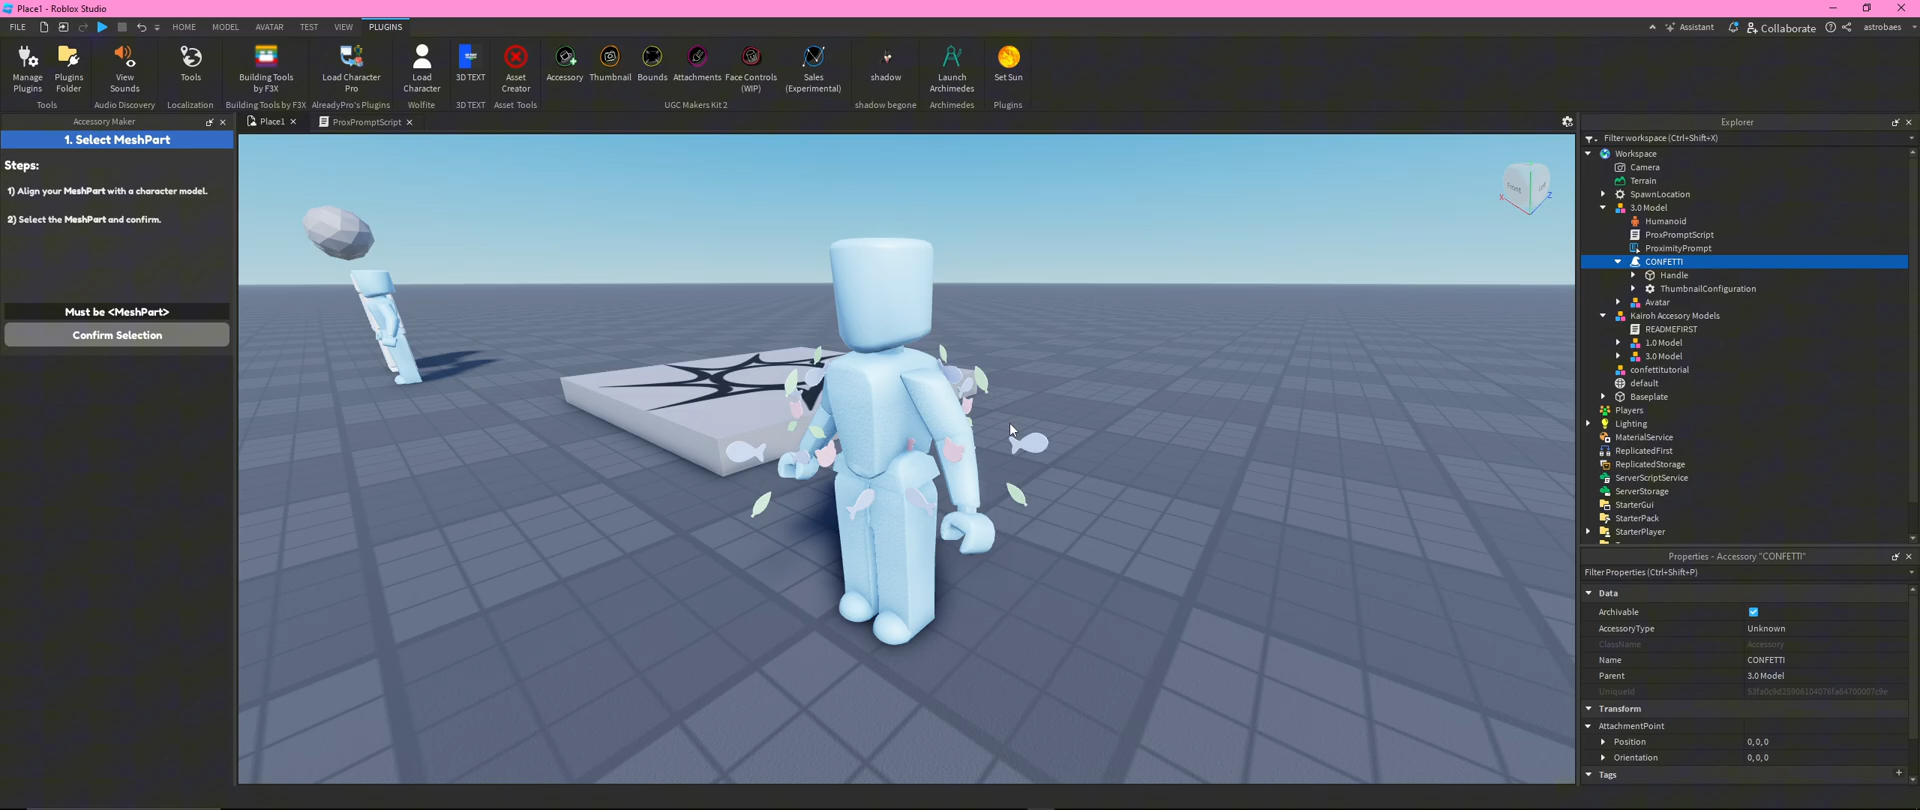 Place1 - Roblox Studio
FILE HOME MODEL AVATAR TEST VIEW PLUGINS Assistant Collaborate astrobaes
Manage Plugins
Plugins Folder
View Sounds
Tools
Building Tools by F3X
Load Character Pro
Load Character
3D TEXT
Asset Creator
Accessory
Thumbnail
Bounds
Attachments
Face Controls (WIP)
Sales (Experimental)
shadow
Launch Archimedes
Set Sun
Tools
Audio Discovery
Localization
Building Tools by F3X
AlreadyPro's Plugins
Wolfite
3D TEXT
Asset Tools
UGC Makers Kit 2
shadow begone
Archimedes
Plugins
Accessory Maker
1. Select MeshPart
Steps:
1) Align your MeshPart with a character model.
2) Select the MeshPart and confirm.
Must be <MeshPart>
Confirm Selection
Place1
ProxPromptScript
Front
X
Z
Explorer
Filter workspace (Ctrl+Shift+X)
Workspace
Camera
Terrain
SpawnLocation
3.0 Model
Humanoid
ProxPromptScript
ProximityPrompt
CONFETTI
Handle
ThumbnailConfiguration
Avatar
Kairoh Accesory Models
READMEFIRST
1.0 Model
3.0 Model
confettitutorial
default
Baseplate
Players
Lighting
MaterialService
ReplicatedFirst
ReplicatedStorage
ServerScriptService
ServerStorage
StarterGui
StarterPack
StarterPlayer
Properties - Accessory "CONFETTI"
Filter Properties (Ctrl+Shift+P)
Data
Archivable
AccessoryType Unknown
ClassName Accessory
Name CONFETTI
Parent 3.0 Model
UniqueId
Transform
AttachmentPoint
Position 0,0,0
Orientation 0,0,0
Tags